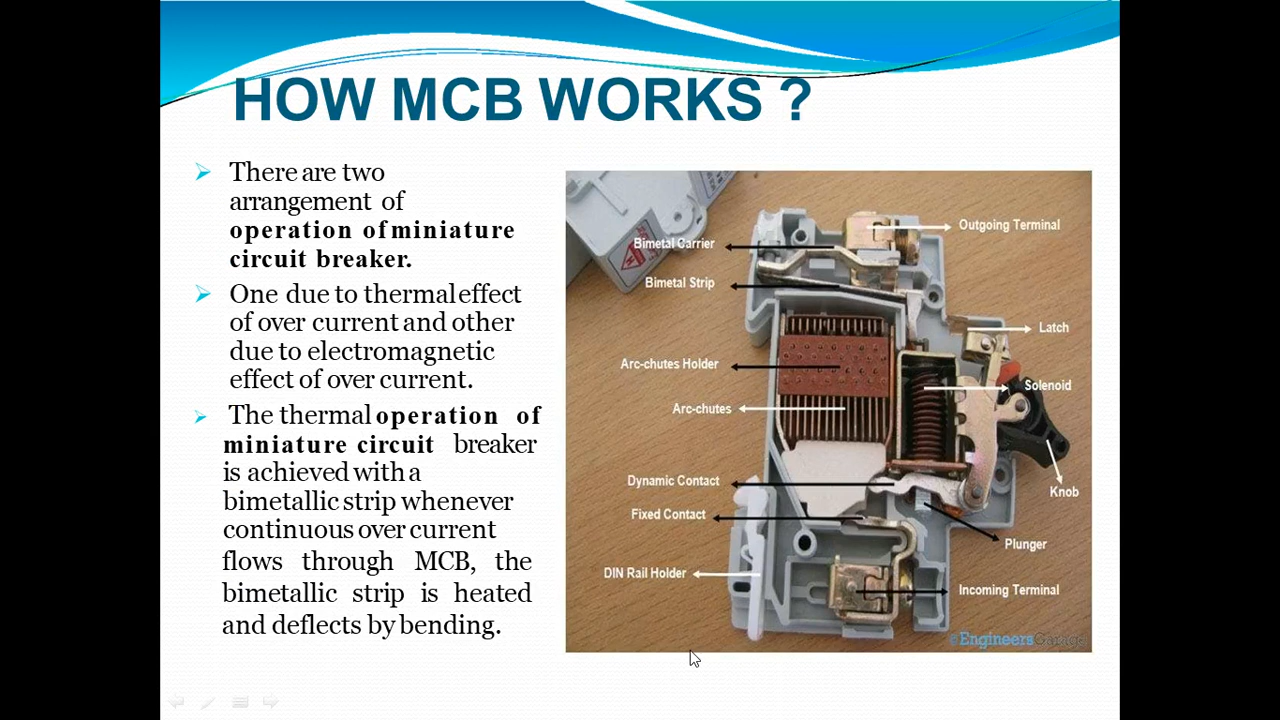 HOW MCB WORKS ?
There are two
arrangement of
operation of miniature
circuit breaker.
One due to thermal effect
of over current and other
due to electromagnetic
effect of over current.
The thermal operation of
miniature circuit breaker
is achieved with a
bimetallic strip whenever
continuous over current
flows through MCB, the
bimetallic strip is heated
and deflects by bending.
Outgoing Terminal
Bimetal Carrier
Bimetal Strip
Latch
Arc-chutes Holder
Solenoid
Arc-chutes
Dynamic Contact
Knob
Fixed Contact
Plunger
DIN Rail Holder
Incoming Terminal
EngineersGarage